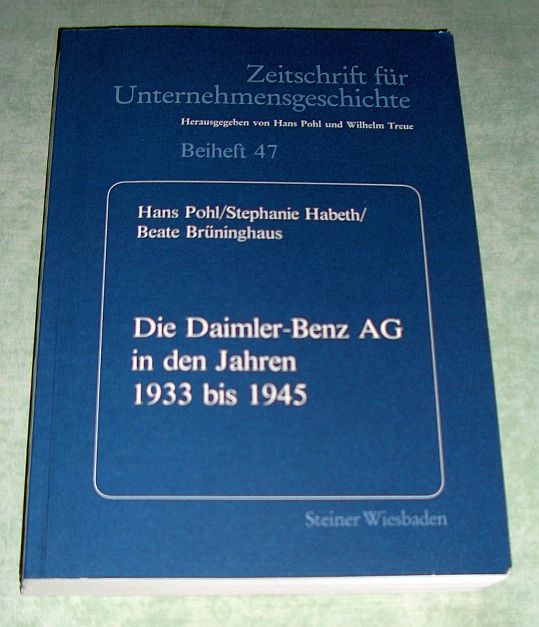 Zeitschrift für
Unternehmensgeschichte
Herausgegeben von Hans Pohl und Wilhelm Treue
Beiheft 47
Hans Pohl/Stephanie Habeth/
Beate Brüninghaus
Die Daimler-Benz AG
in den Jahren
1933 bis 1945
Steiner Wiesbaden